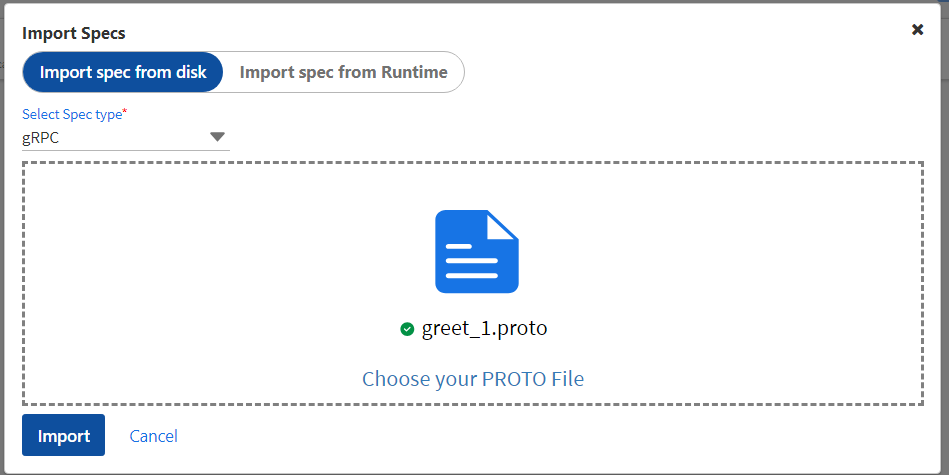 Import Specs
Import spec from disk Import spec from Runtime
Select Spec type*
gRPC
greet_1.proto
Choose your PROTO File
Import Cancel